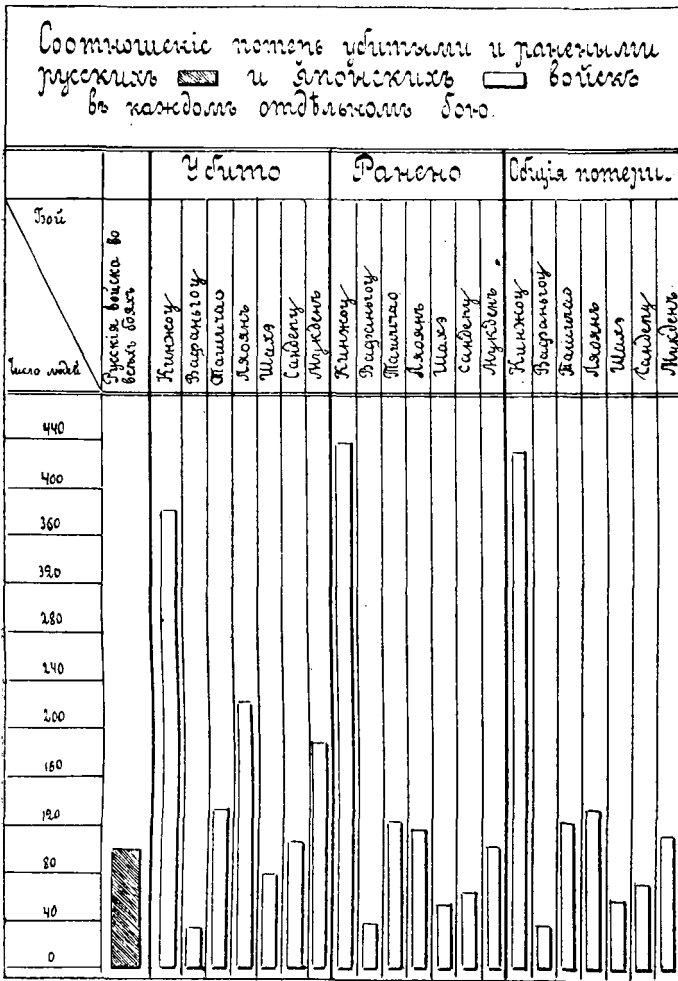 Соотношеніе потерь убитыми и ранеными
русскихъ и Японскихъ войскъ
въ каждомъ отдѣльномъ бою.
Убито Ранено Общія потери.
Бой
Число людей
Русскія войска во
всѣхъ бояхъ
Кинжоу
Вафаньгоу
Ташичао
Ляоянъ
Шахэ
Сандепу
Мукденъ
Кинжоу
Вафаньгоу
Ташичао
Ляоянъ
Шахэ
Сандепу
Мукденъ
Кинжоу
Вафаньгоу
Ташичао
Ляоянъ
Шахэ
Сандепу
Мукденъ
440
400
360
320
280
240
200
160
120
80
40
0